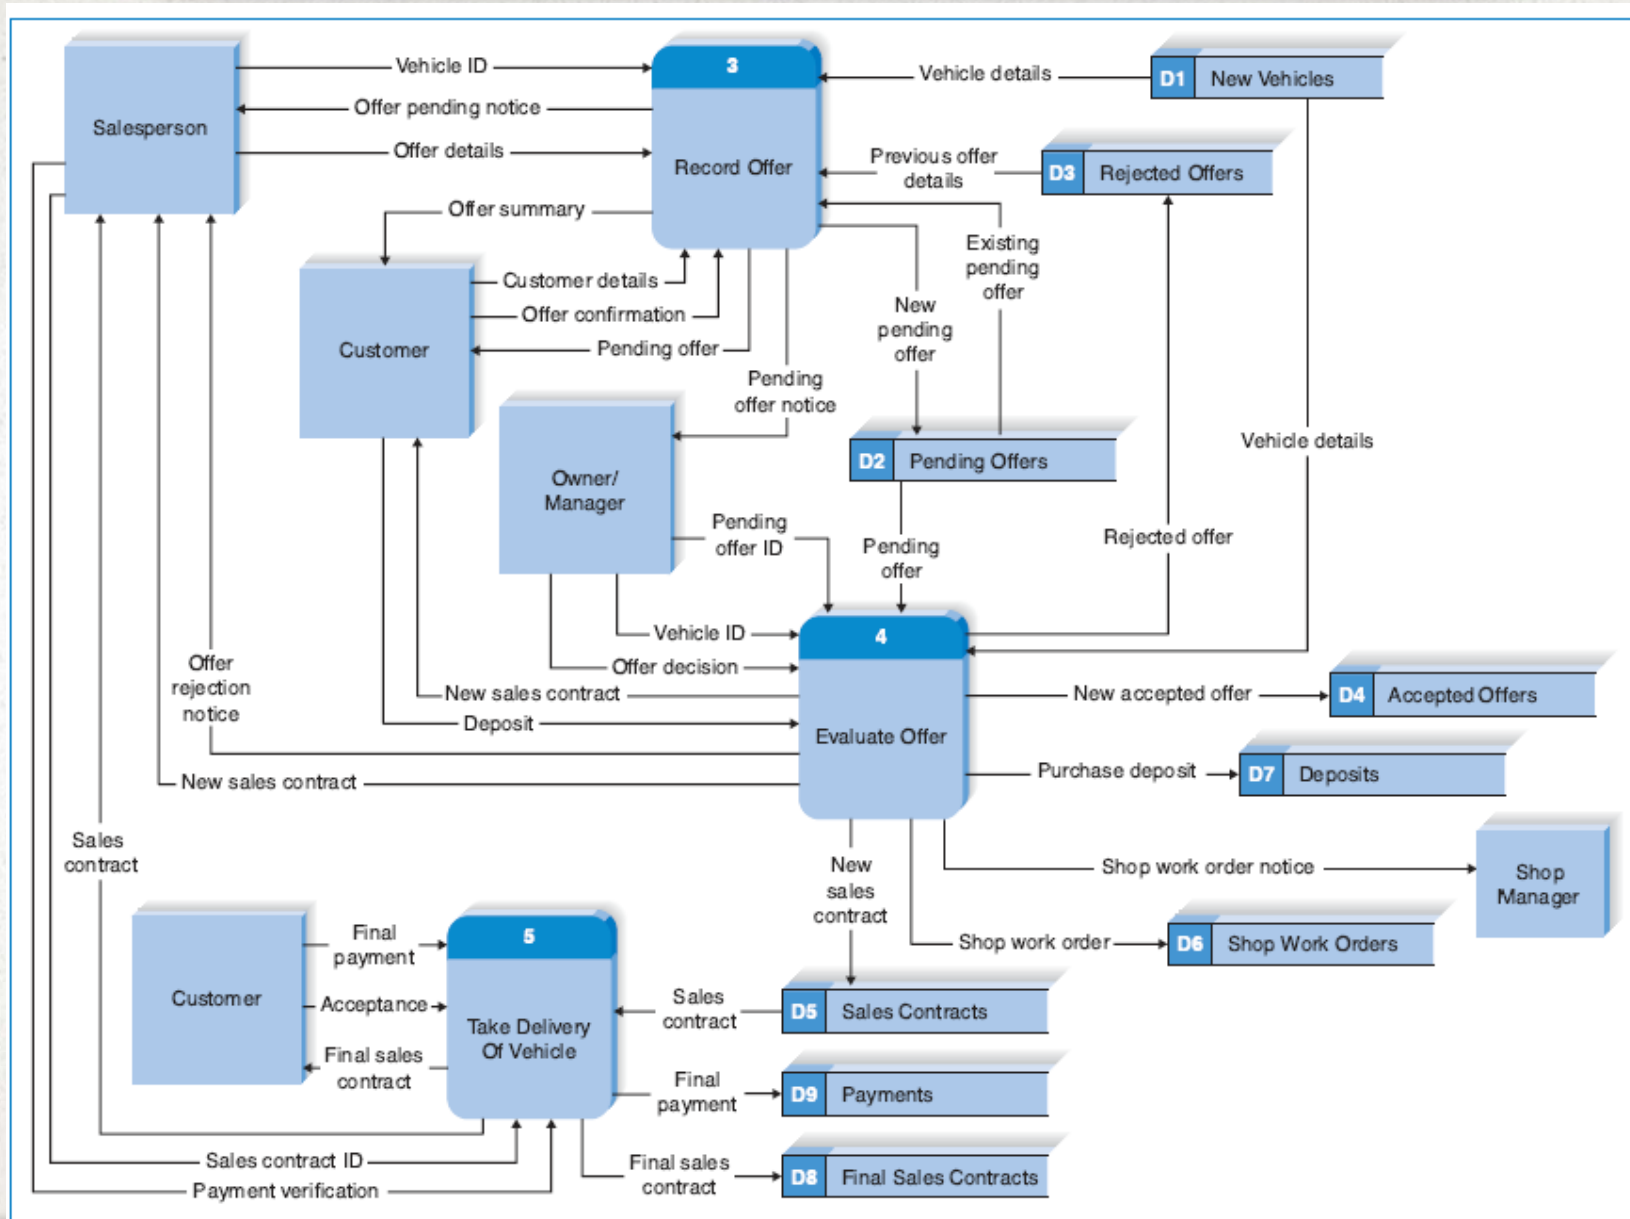 Salesperson
Vehicle ID
Offer pending notice
Offer details
3
Record Offer
Vehicle details
D1 New Vehicles
Previous offer
details
D3 Rejected Offers
Offer summary
Customer details
Offer confirmation
Pending offer
Customer
Existing
pending
offer
New
pending
offer
Pending
offer notice
Owner/
Manager
D2 Pending Offers
Vehicle details
Pending
offer ID
Pending
offer
Rejected offer
Vehicle ID
Offer decision
New sales contract
Deposit
Offer
rejection
notice
New sales contract
4
Evaluate Offer
New accepted offer
D4 Accepted Offers
Purchase deposit
D7 Deposits
Sales
contract
New
sales
contract
Shop work order notice
Shop
Manager
Shop work order
D6 Shop Work Orders
Customer
Final
payment
Acceptance
Final sales
contract
5
Take Delivery
Of Vehicle
Sales
contract
D5 Sales Contracts
Final
payment
D9 Payments
Sales contract ID
Payment verification
Final sales
contract
D8 Final Sales Contracts